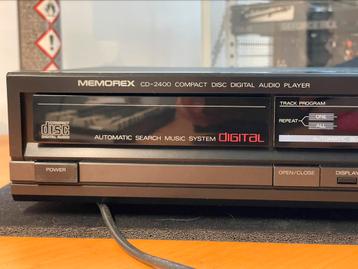 MEMOREX CD-2400 COMPACT DISC DIGITAL AUDIO PLAYER
TRACK PROGRAM
REPEAT
ONE
ALL
disc
AUTOMATIC SEARCH MUSIC SYSTEM DIGITAL
POWER
OPEN/CLOSE
DISPLAY